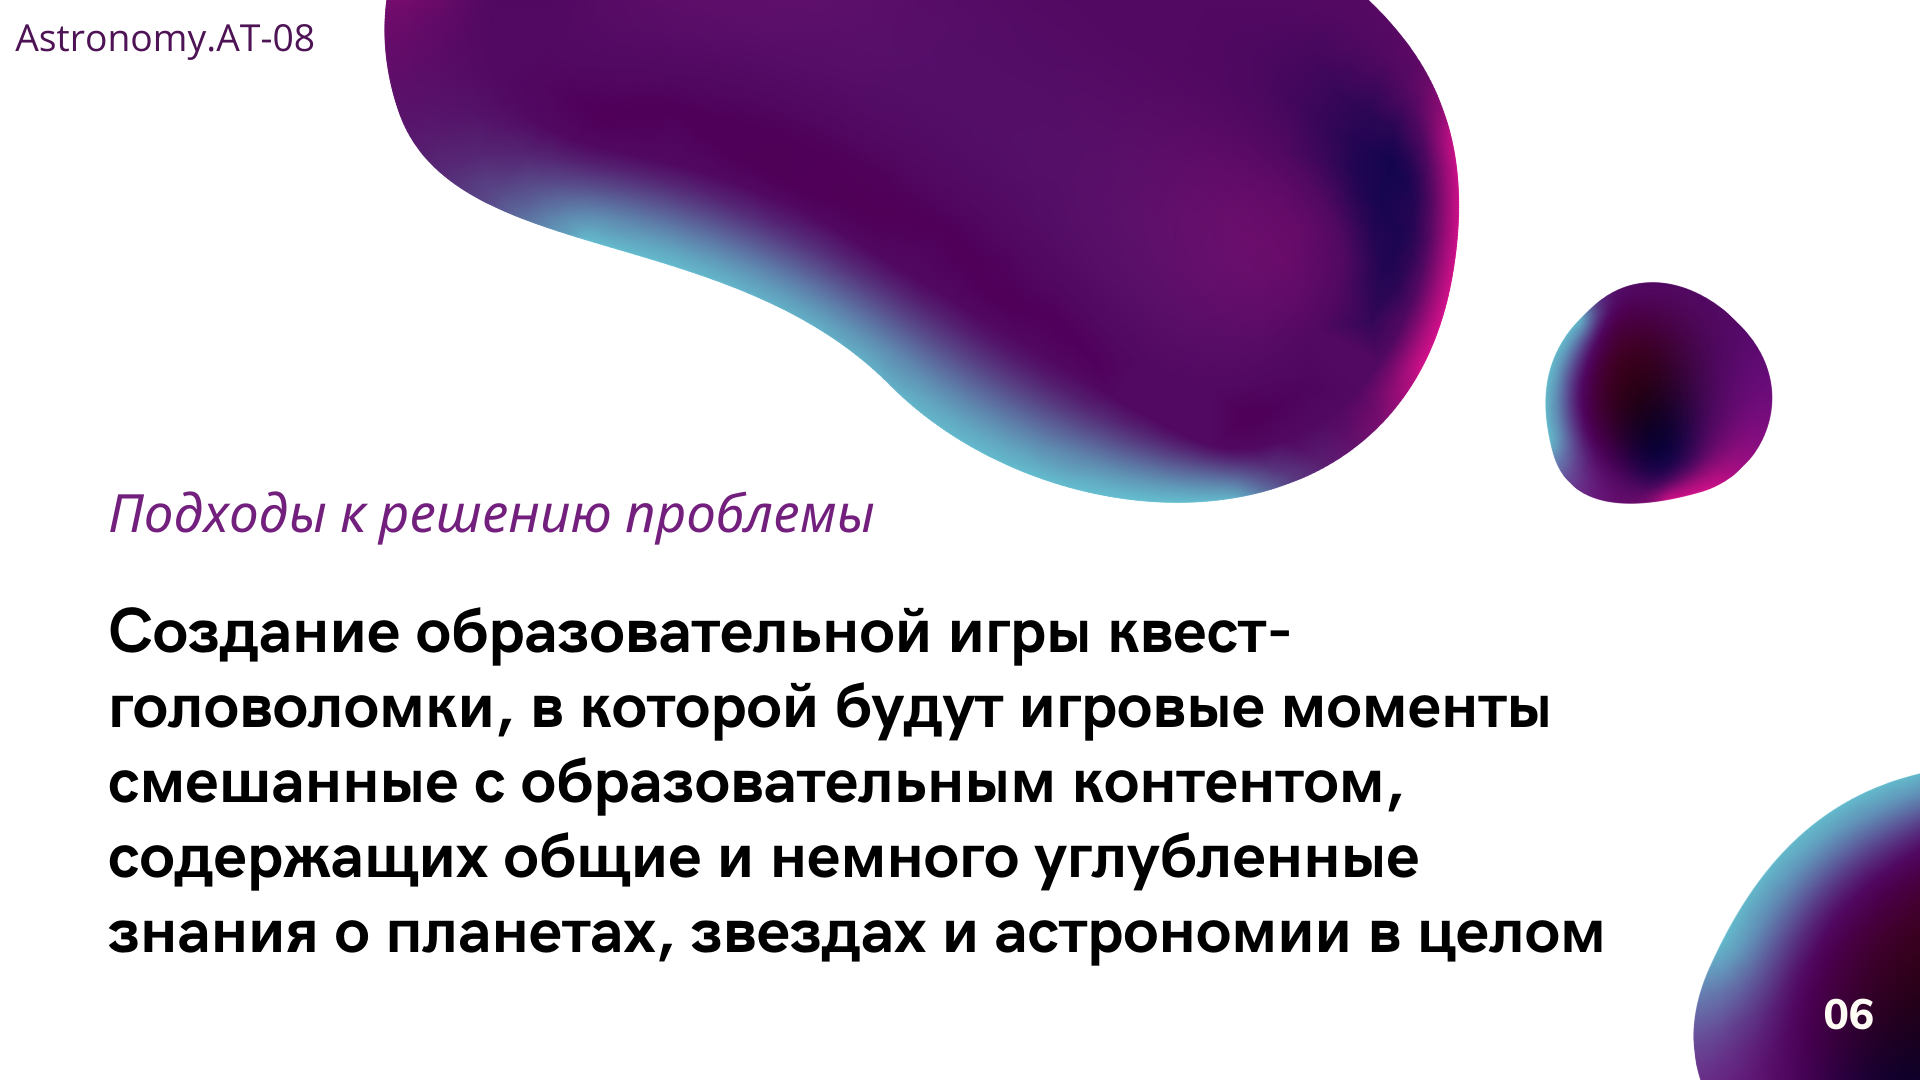 Astronomy.AT-08
Подходы к решению проблемы
Создание образовательной игры квест-
головоломки, в которой будут игровые моменты
смешанные с образовательным контентом,
содержащих общие и немного углубленные
знания о планетах, звездах и астрономии в целом
06